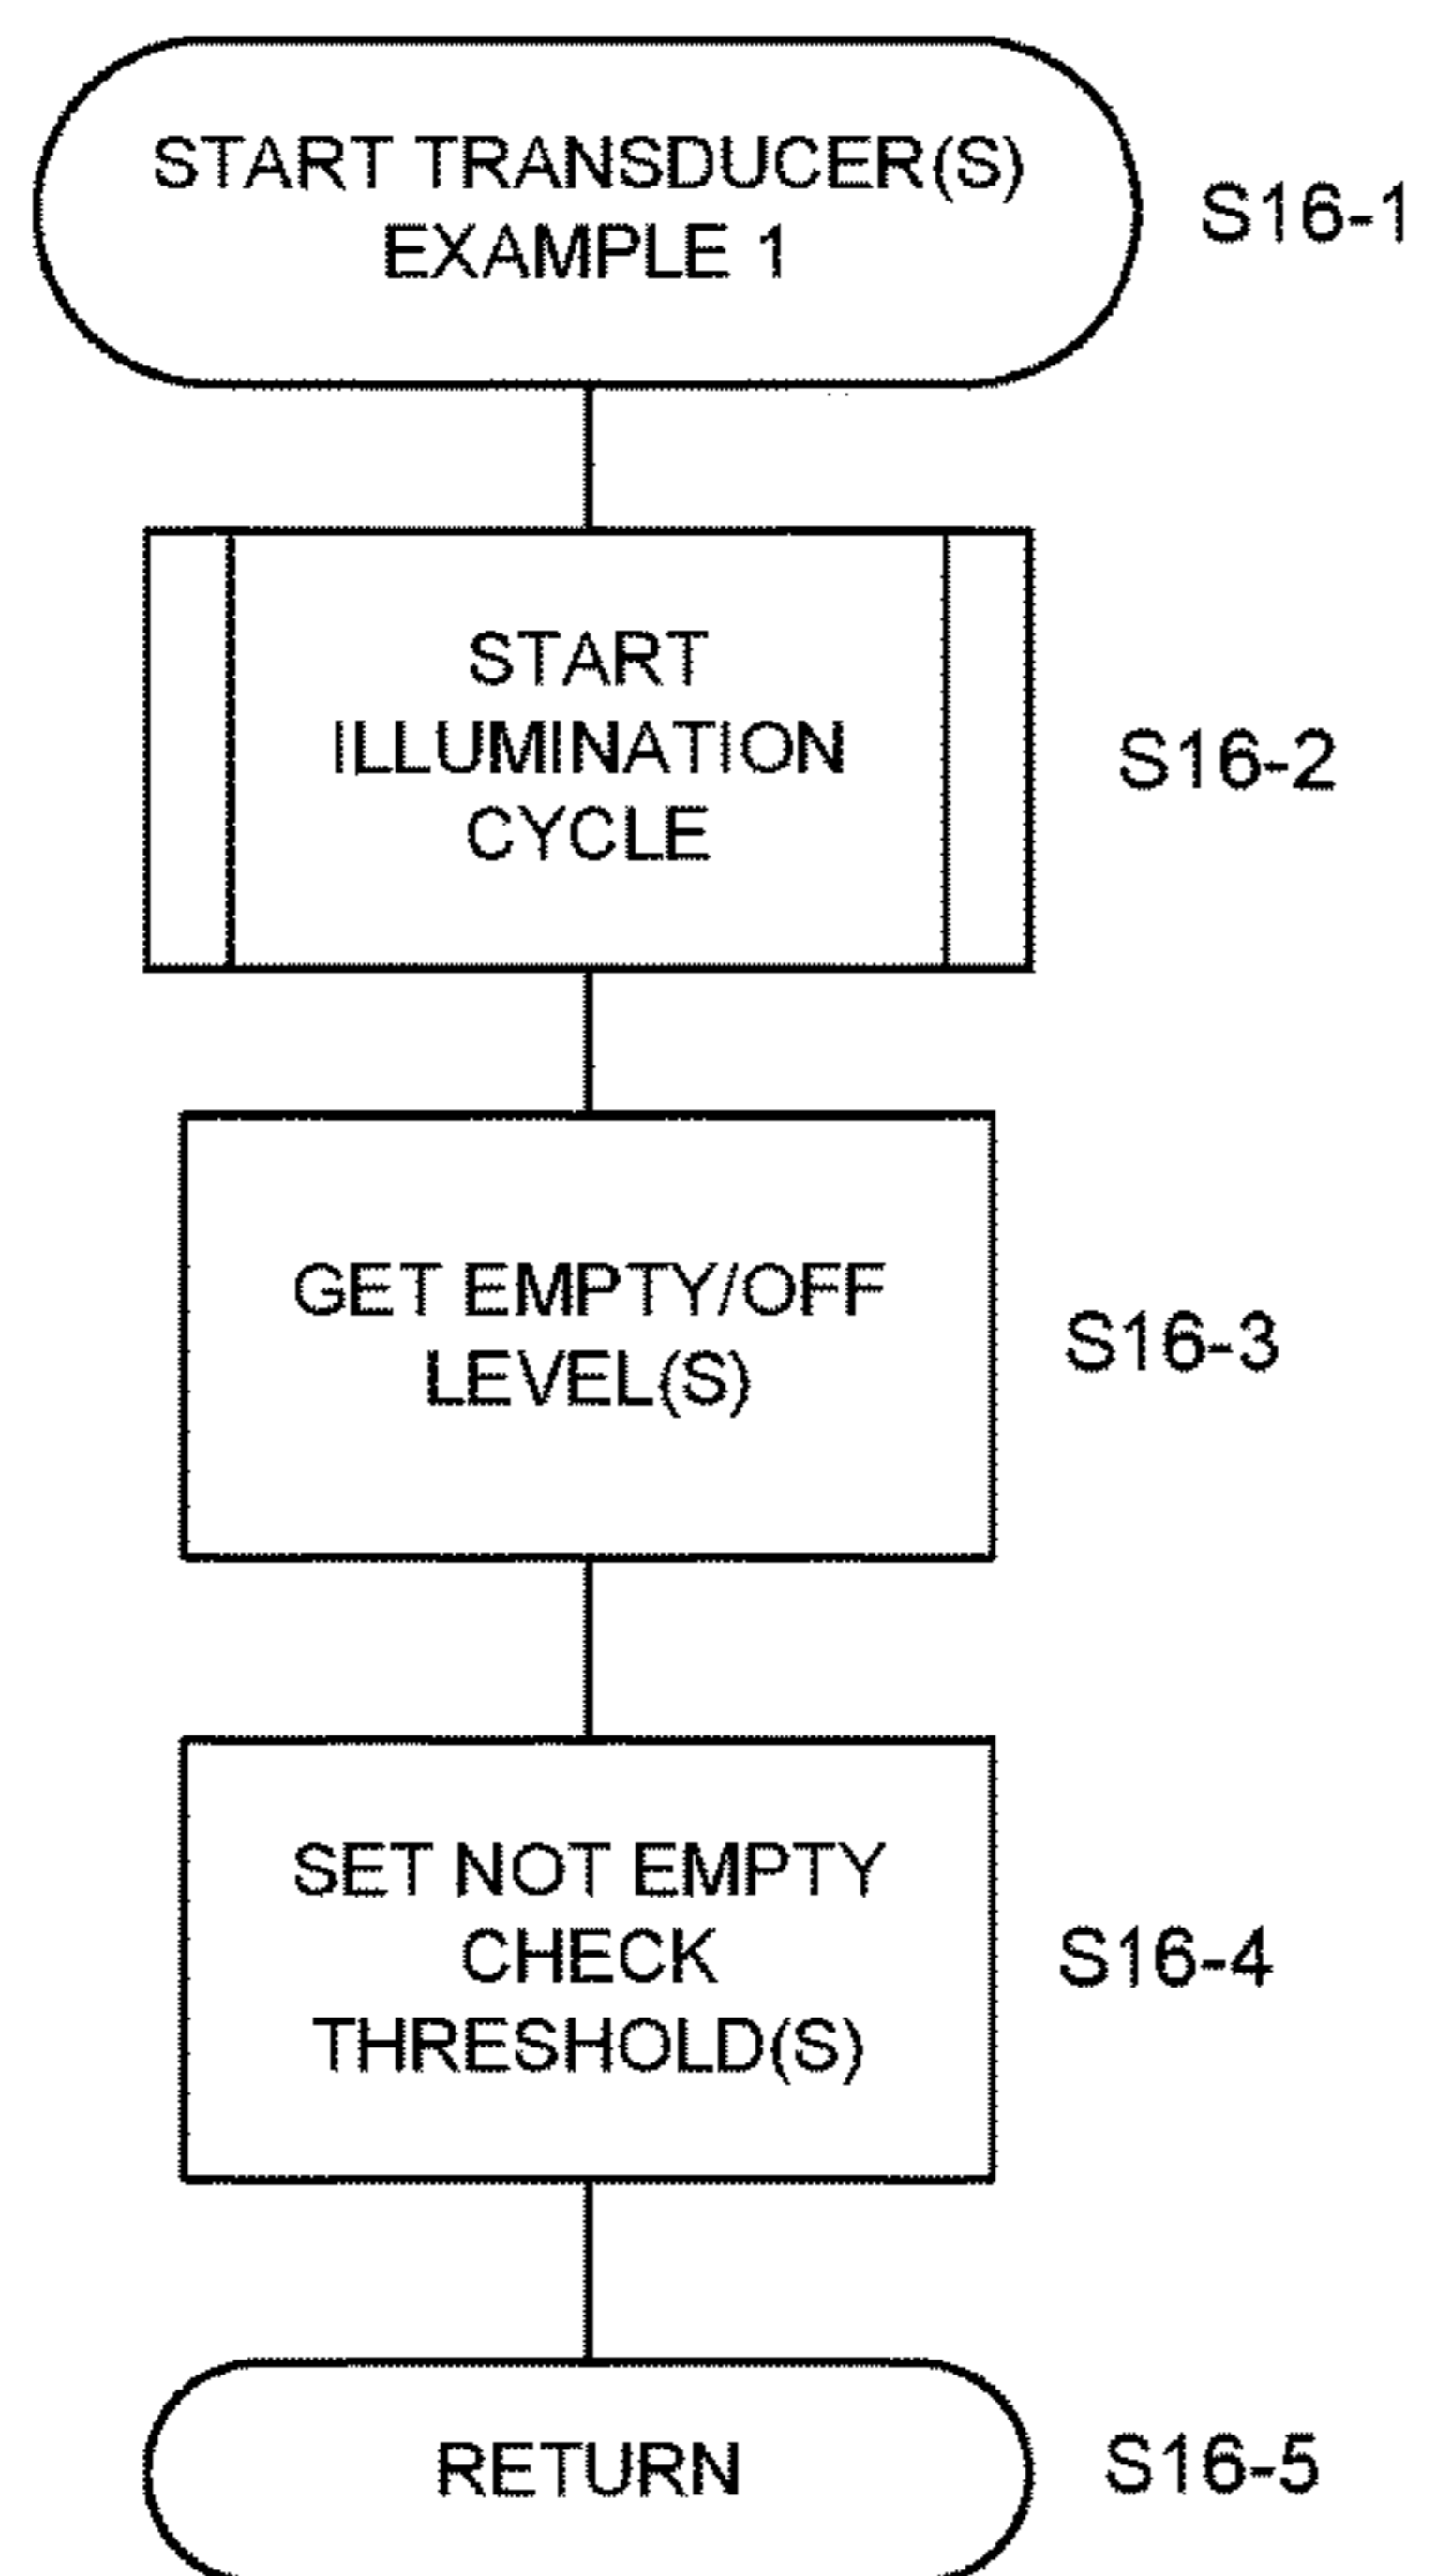 START TRANSDUCER(S)
EXAMPLE 1
S16-1
START
ILLUMINATION
CYCLE
S16-2
GET EMPTY/OFF
LEVEL(S)
S16-3
SET NOT EMPTY
CHECK
THRESHOLD(S)
S16-4
RETURN
S16-5